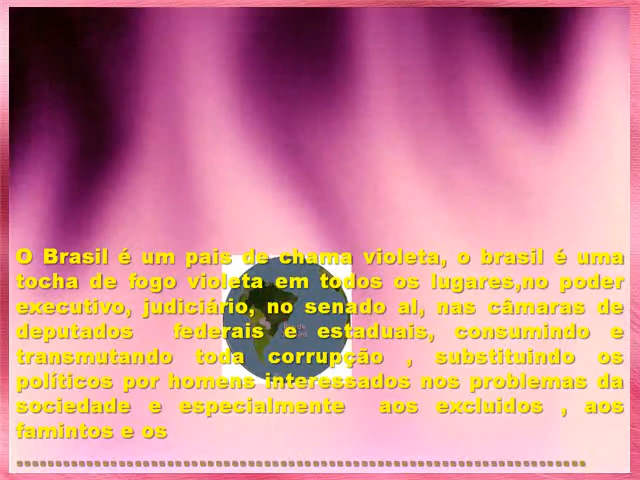 O Brasil é um pais de chama violeta, o brasil é uma
tocha de fogo violeta em todos os lugares,no poder
executivo, judiciário, no senado al, nas câmaras de
deputados federais e estaduais, consumindo e
transmutando toda corrupção , substituindo os
políticos por homens interessados nos problemas da
sociedade e especialmente aos excluidos , aos
famintos e os
........................................................................